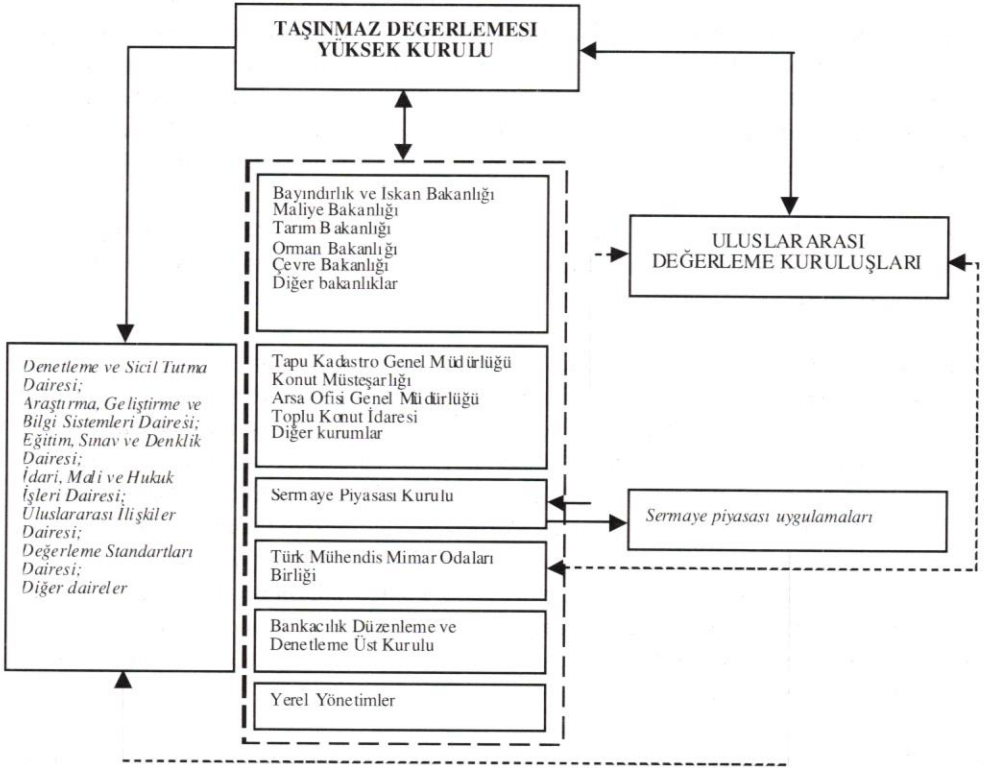 TAŞINMAZ DEGERLEMESI
YÜKSEK KURULU
Bayındırlık ve Iskan Bakanlığı
Maliye Bakanlığı
Tarım Bakanlığı
Orman Bakanlığı
Çevre Bakanlığı
Diğer bakanlıklar
ULUSLARARASI
DEĞERLEME KURULUŞLARI
Denetleme ve Sicil Tutma
Dairesi;
Araştırma, Geliştirme ve
Bilgi Sistemleri Dairesi;
Eğitim, Sınav ve Denklik
Dairesi;
İdari, Mali ve Hukuk
İşleri Dairesi;
Uluslararası İlişkiler
Dairesi;
Değerleme Standartları
Dairesi;
Diğer daireler
Tapu Kadastro Genel Müdürlüğü
Konut Müsteşarlığı
Arsa Ofisi Genel Müdürlüğü
Toplu Konut İdaresi
Diğer kurumlar
Sermaye Piyasası Kurulu
Sermaye piyasası uygulamaları
Türk Mühendis Mimar Odaları
Birliği
Bankacılık Düzenleme ve
Denetleme Üst Kurulu
Yerel Yönetimler